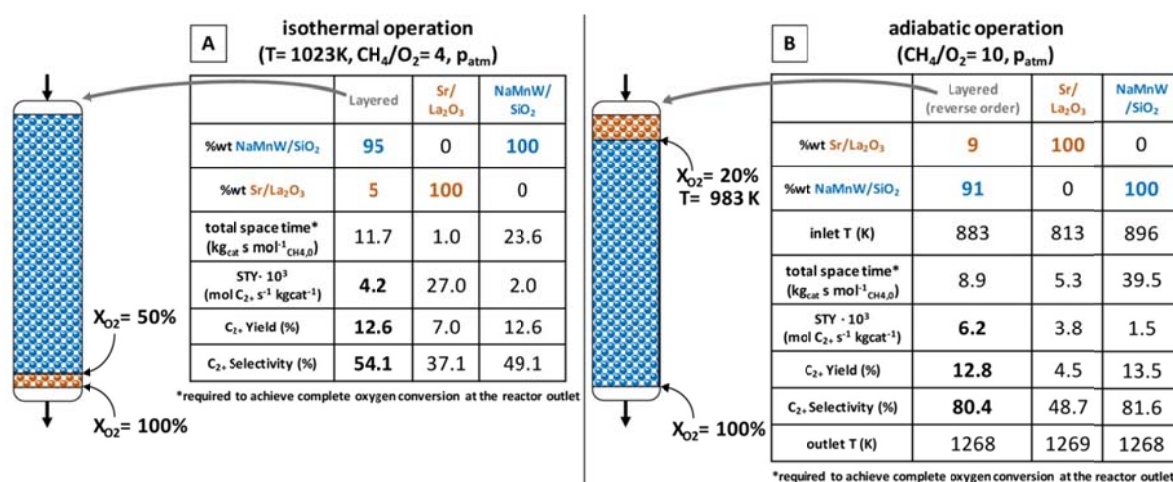 A
isothermal operation
(T= 1023K, CH4/O2= 4, patm)
Layered
Sr/
La2O3
NaMnW/
SiO2
%wt NaMnW/SiO2 95 0 100
%wt Sr/La2O3 5 100 0
total space time*
(kgcat s mol-1CH4,0)
11.7 1.0 23.6
STY· 10^3
(mol C2+ s-1 kgcat-1)
4.2 27.0 2.0
C2+ Yield (%) 12.6 7.0 12.6
C2+ Selectivity (%) 54.1 37.1 49.1
*required to achieve complete oxygen conversion at the reactor outlet
XO2= 50%
XO2= 100%
B
adiabatic operation
(CH4/O2= 10, patm)
Layered
(reverse order)
Sr/
La2O3
NaMnW
/SiO2
%wt Sr/La2O3 9 100 0
%wt NaMnW/SiO2 91 0 100
inlet T (K) 883 813 896
total space time*
(kgcat s mol-1CH4,0)
8.9 5.3 39.5
STY · 10^3
(mol C2+ s-1 kgcat-1)
6.2 3.8 1.5
C2+ Yield (%) 12.8 4.5 13.5
C2+ Selectivity (%) 80.4 48.7 81.6
outlet T (K) 1268 1269 1268
*required to achieve complete oxygen conversion at the reactor outlet
XO2= 20%
T= 983 K
XO2= 100%